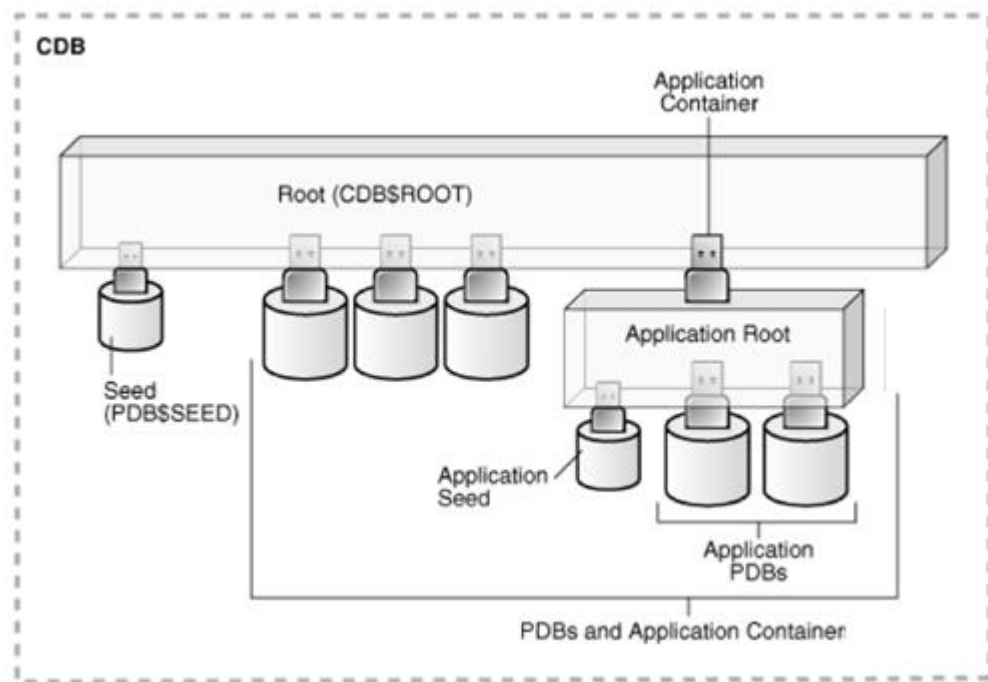 CDB
Application
Container
Root (CDB$ROOT)
Application Root
Seed
(PDB$SEED)
Application
Seed
Application
PDBs
PDBs and Application Container